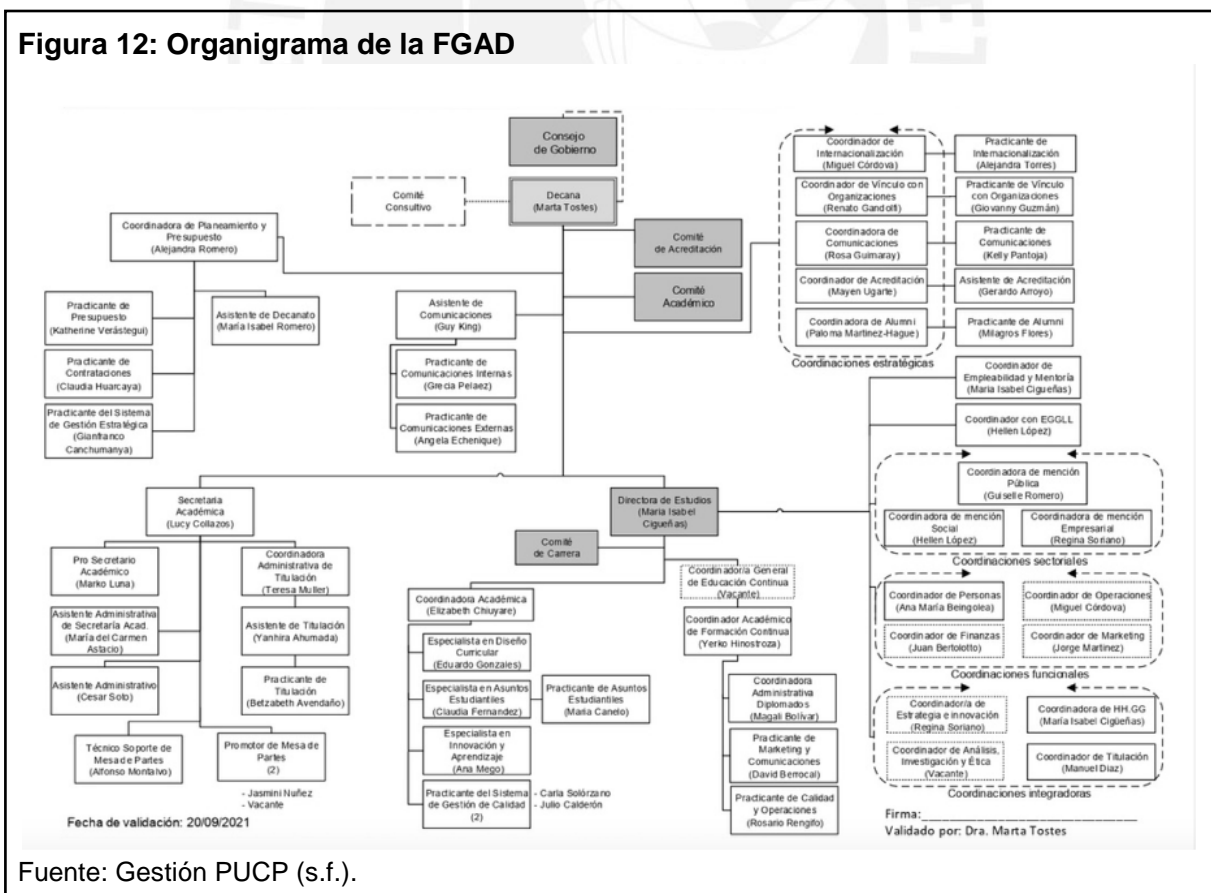 Figura 12: Organigrama de la FGAD
Consejo
de Gobierno
Comité
Consultivo
Decana
(Marta Tostes)
Comité
de Acreditación
Comité
Académico
Coordinadora de Planeamiento y
Presupuesto
(Alejandra Romero)
Practicante de
Presupuesto
(Katherine Verástegui)
Asistente de Decanato
(María Isabel Romero)
Practicante de
Contrataciones
(Claudia Huarcaya)
Practicante del Sistema
de Gestión Estratégica
(Gianfranco
Canchumanya)
Asistente de
Comunicaciones
(Guy King)
Practicante de
Comunicaciones Internas
(Grecia Pelaez)
Practicante de
Comunicaciones Externas
(Angela Echenique)
Coordinador de
Internacionalización
(Miguel Córdova)
Practicante de
Internacionalización
(Alejandra Torres)
Coordinador de Vínculo con
Organizaciones
(Renato Gandolfi)
Practicante de Vínculo
con Organizaciones
(Giovanny Guzmán)
Coordinadora de
Comunicaciones
(Rosa Guimaray)
Practicante de
Comunicaciones
(Kelly Pantoja)
Coordinador de Acreditación
(Mayen Ugarte)
Asistente de Acreditación
(Gerardo Arroyo)
Coordinadora de Alumni
(Paloma Martinez-Hague)
Practicante de Alumni
(Milagros Flores)
Coordinaciones estratégicas
Coordinador de
Empleabilidad y Mentoría
(Maria Isabel Cigueñas)
Coordinador con EGGLL
(Hellen López)
Coordinadora de mención
Pública
(Guiselle Romero)
Coordinadora de mención
Social
(Hellen López)
Coordinadora de mención
Empresarial
(Regina Soriano)
Coordinaciones sectoriales
Coordinador de Personas
(Ana María Beingolea)
Coordinador de Operaciones
(Miguel Córdova)
Coordinador de Finanzas
(Juan Bertolotto)
Coordinador de Marketing
(Jorge Martinez)
Coordinaciones funcionales
Coordinador/a de
Estrategia e innovación
(Regina Soriano)
Coordinadora de HH.GG
(María Isabel Cigüeñas)
Coordinador de Análisis,
Investigación y Ética
(Vacante)
Coordinador de Titulación
(Manuel Diaz)
Coordinaciones integradoras
Secretaria
Académica
(Lucy Collazos)
Pro Secretario
Académico
(Marko Luna)
Coordinadora
Administrativa de
Titulación
(Teresa Muller)
Asistente Administrativa
de Secretaría Acad.
(María del Carmen
Astacio)
Asistente de Titulación
(Yanhira Ahumada)
Asistente Administrativo
(Cesar Soto)
Practicante de
Titulación
(Betzabeth Avendaño)
Técnico Soporte de
Mesa de Partes
(Alfonso Montalvo)
Promotor de Mesa de
Partes
(2)
- Jasmini Nuñez
- Vacante
Directora de Estudios
(Maria Isabel
Cigueñas)
Comité
de Carrera
Coordinadora Académica
(Elizabeth Chiuyare)
Especialista en Diseño
Curricular
(Eduardo Gonzales)
Especialista en Asuntos
Estudiantiles
(Claudia Fernandez)
Practicante de Asuntos
Estudiantiles
(María Canelo)
Especialista en
Innovación y
Aprendizaje
(Ana Mego)
Practicante del Sistema
de Gestión de Calidad
(2)
- Carla Solórzano
- Julio Calderón
Coordinador/a General
de Educación Continua
(Vacante)
Coordinador Académico
de Formación Continua
(Yerko Hinostroza)
Coordinadora
Administrativa
Diplomados
(Magali Bolívar)
Practicante de
Marketing y
Comunicaciones
(David Berrocal)
Practicante de Calidad
y Operaciones
(Rosario Rengifo)
Fecha de validación: 20/09/2021
Firma:
Validado por: Dra. Marta Tostes
Fuente: Gestión PUCP (s.f.).